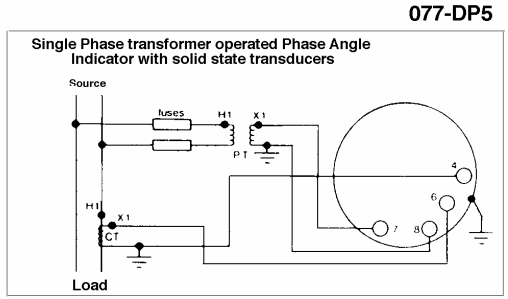 077-DP5
Single Phase transformer operated Phase Angle
Indicator with solid state transducers
Source
fuses
H1
X1
PT
4
6
7
8
H1
X1
CT
Load